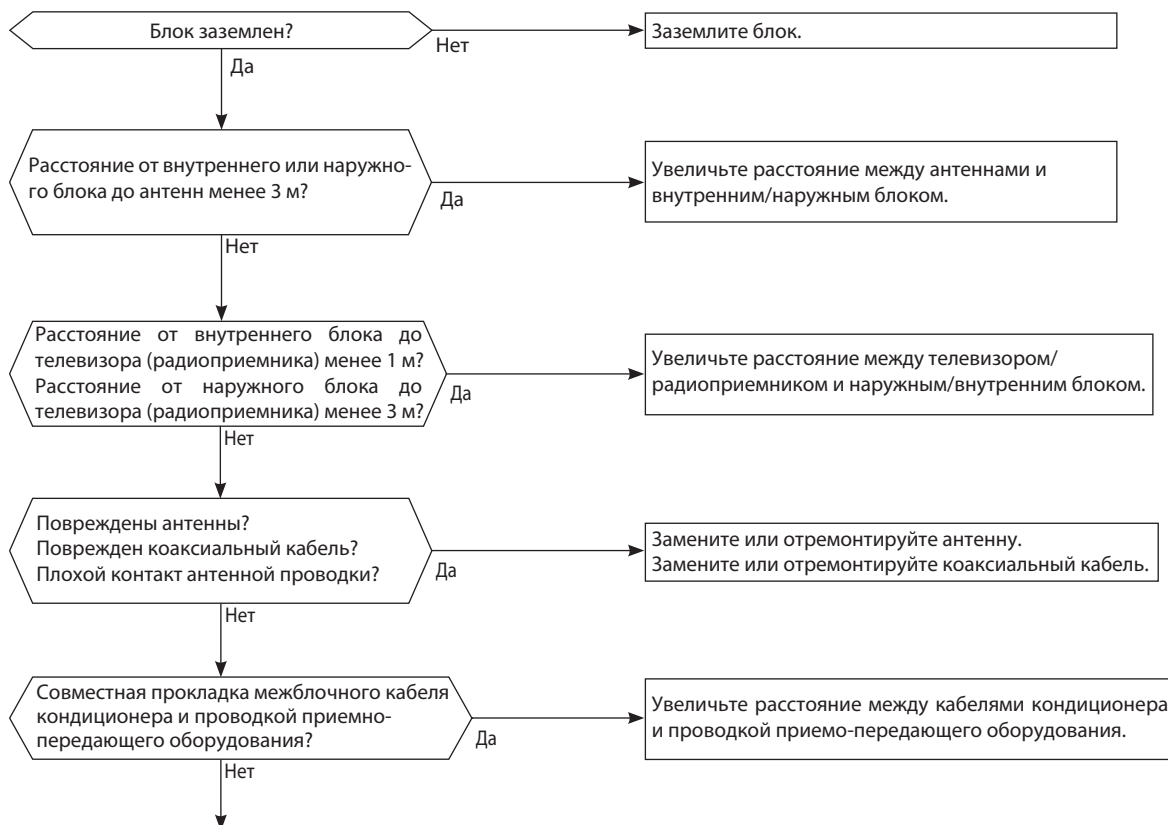 Блок заземлен?
Нет
Заземлите блок.
Да
Расстояние от внутреннего или наружно-
го блока до антенн менее 3 м?
Да
Увеличьте расстояние между антеннами и
внутренним/наружным блоком.
Нет
Расстояние от внутреннего блока до
телевизора (радиоприемника) менее 1 м?
Расстояние от наружного блока до
телевизора (радиоприемника) менее 3 м?
Да
Увеличьте расстояние между телевизором/
радиоприемником и наружным/внутренним блоком.
Нет
Повреждены антенны?
Поврежден коаксиальный кабель?
Плохой контакт антенной проводки?
Да
Замените или отремонтируйте антенну.
Замените или отремонтируйте коаксиальный кабель.
Нет
Совместная прокладка межблочного кабеля
кондиционера и проводкой приемно-
передающего оборудования?
Да
Увеличьте расстояние между кабелями кондиционера
и проводкой приемо-передающего оборудования.
Нет